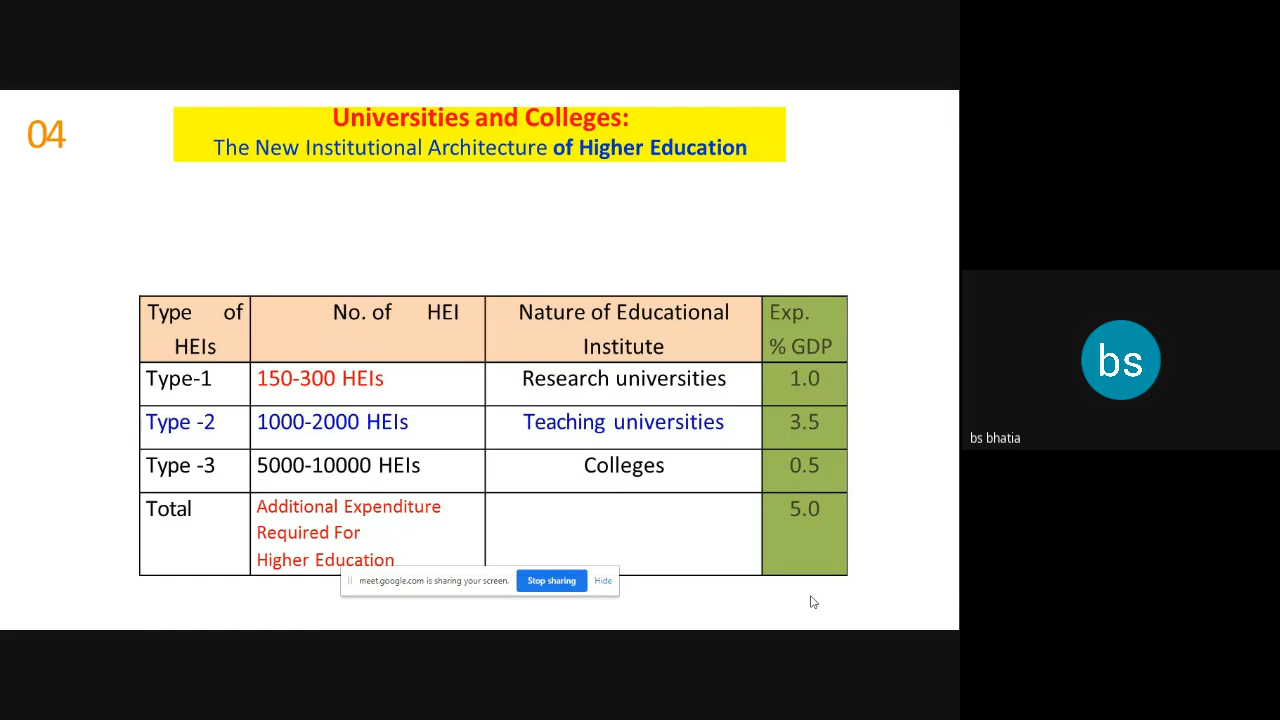 04
Universities and Colleges:
The New Institutional Architecture of Higher Education
Type of HEIs
No. of HEI
Nature of Educational Institute
Exp. % GDP
Type-1 150-300 HEIs Research universities 1.0
Type -2 1000-2000 HEIs Teaching universities 3.5
Type -3 5000-10000 HEIs Colleges 0.5
Total Additional Expenditure 5.0
Required For
Higher Education
meet.google.com is sharing your screen. Stop sharing Hide
bs
bs bhatia